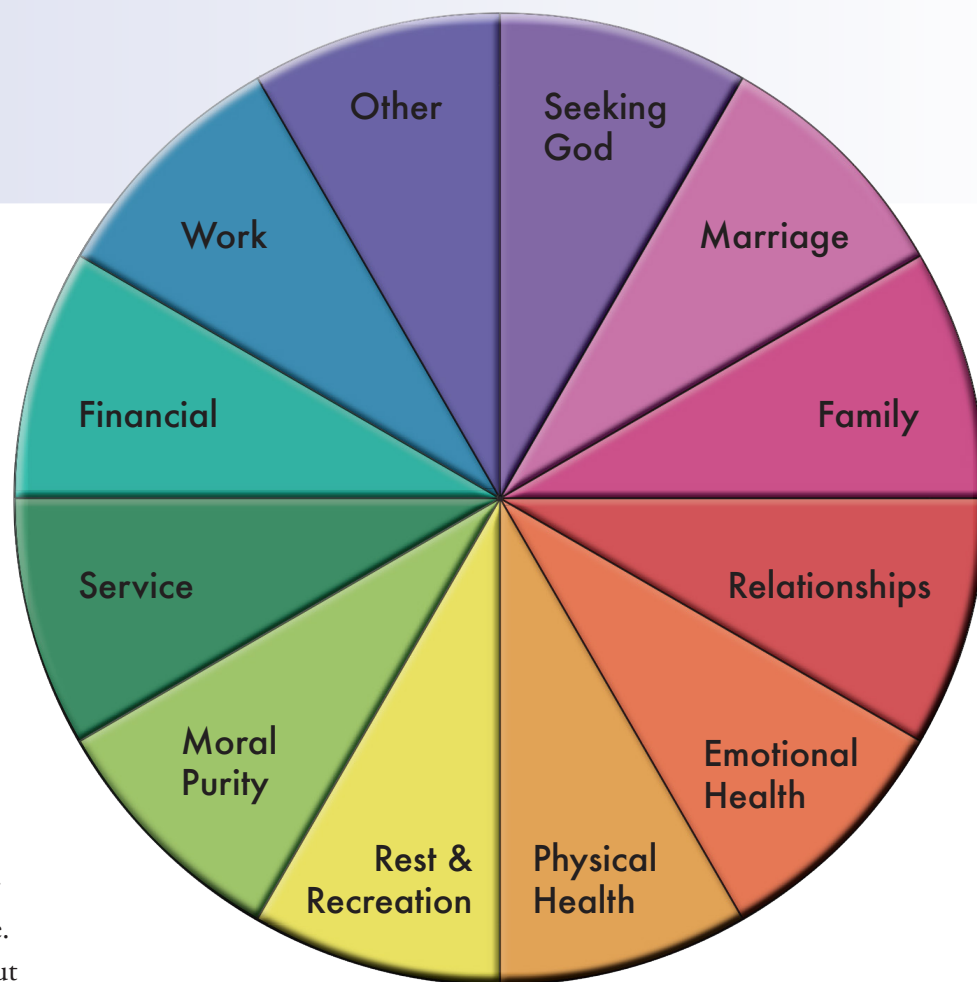 Other
Seeking
God
Work
Marriage
Financial
Family
Service
Relationships
Moral
Purity
Emotional
Health
Rest &
Recreation
Physical
Health